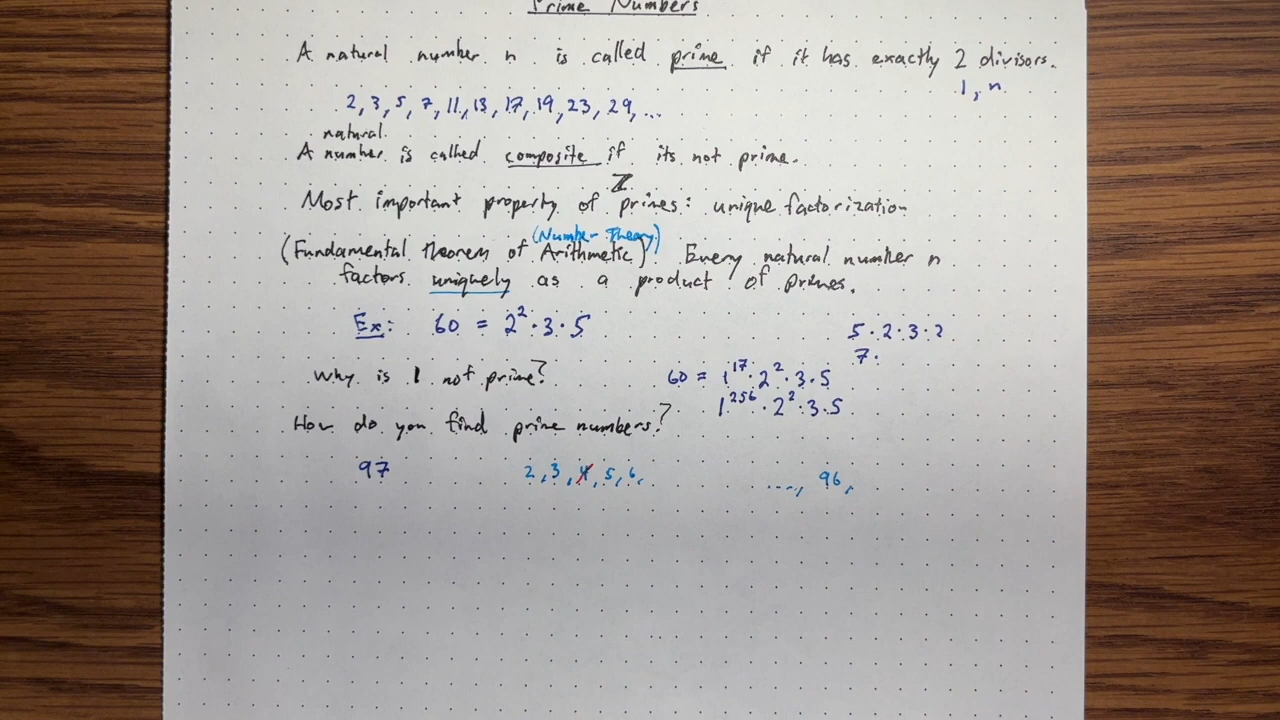 Prime Numbers
A natural number n is called prime if it has exactly 2 divisors.
1, n
2, 3, 5, 7, 11, 13, 17, 19, 23, 29, ...
natural
A number is called composite if its not prime.
ℤ
Most important property of primes: unique factorization
(Number Theory)
(Fundamental theorem of Arithmetic) Every natural number n
factors uniquely as a product of primes.
Ex: 60 = 2²·3·5
5·2·3·2
7·
Why is 1 not prime?
60 = 1¹⁷·2²·3·5
1²⁵⁶·2²·3·5
How do you find prime numbers?
97 2, 3, 4, 5, 6, ...., 96,